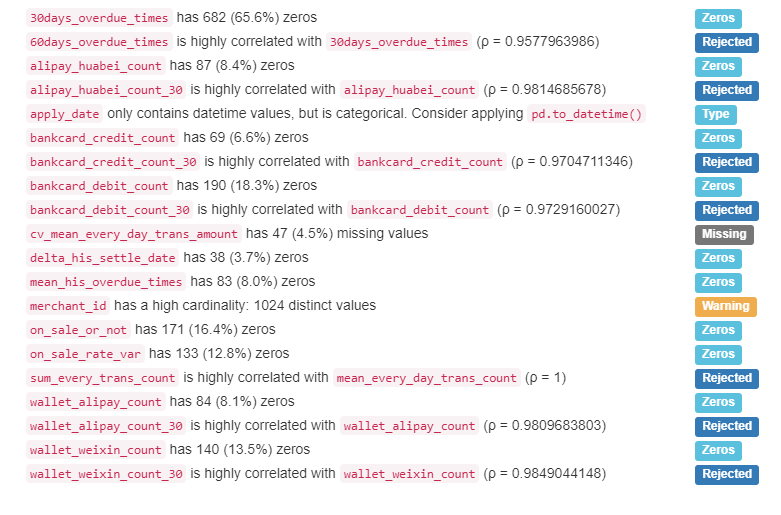 30days_overdue_times has 682 (65.6%) zeros Zeros
60days_overdue_times is highly correlated with 30days_overdue_times (ρ = 0.9577963986) Rejected
alipay_huabei_count has 87 (8.4%) zeros Zeros
alipay_huabei_count_30 is highly correlated with alipay_huabei_count (ρ = 0.9814685678) Rejected
apply_date only contains datetime values, but is categorical. Consider applying pd.to_datetime() Type
bankcard_credit_count has 69 (6.6%) zeros Zeros
bankcard_credit_count_30 is highly correlated with bankcard_credit_count (ρ = 0.9704711346) Rejected
bankcard_debit_count has 190 (18.3%) zeros Zeros
bankcard_debit_count_30 is highly correlated with bankcard_debit_count (ρ = 0.9729160027) Rejected
cv_mean_every_day_trans_amount has 47 (4.5%) missing values Missing
delta_his_settle_date has 38 (3.7%) zeros Zeros
mean_his_overdue_times has 83 (8.0%) zeros Zeros
merchant_id has a high cardinality: 1024 distinct values Warning
on_sale_or_not has 171 (16.4%) zeros Zeros
on_sale_rate_var has 133 (12.8%) zeros Zeros
sum_every_trans_count is highly correlated with mean_every_day_trans_count (ρ = 1) Rejected
wallet_alipay_count has 84 (8.1%) zeros Zeros
wallet_alipay_count_30 is highly correlated with wallet_alipay_count (ρ = 0.9809683803) Rejected
wallet_weixin_count has 140 (13.5%) zeros Zeros
wallet_weixin_count_30 is highly correlated with wallet_weixin_count (ρ = 0.9849044148) Rejected